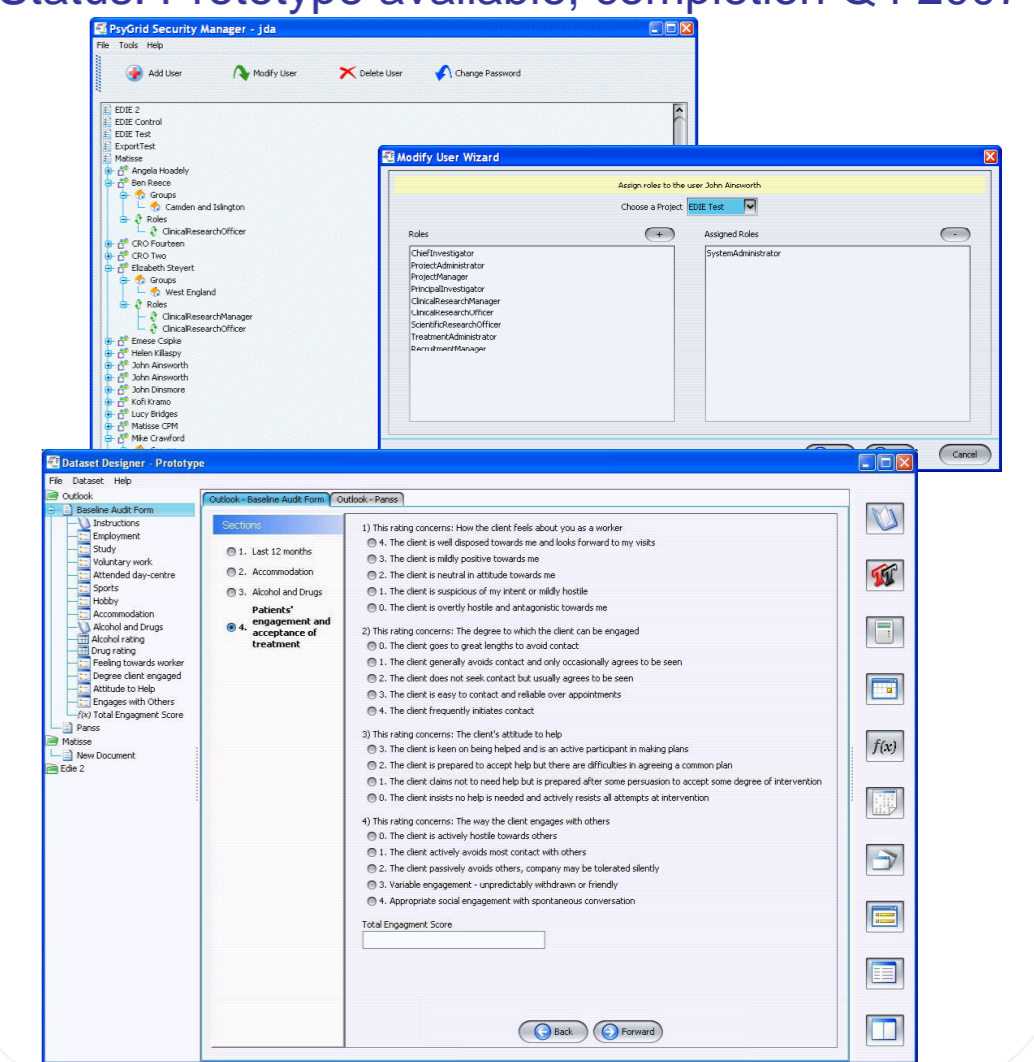 Status: Prototype available, completion Q4 2007
PsyGrid Security Manager - jda
File Tools Help
Add User Modify User Delete User Change Password
EDIE 2
EDIE Control
EDIE Test
ExportTest
Matisse
Angela Hoadely
Ben Reece
Groups
Camden and Islington
Roles
ClinicalResearchOfficer
CRO Fourteen
CRO Two
Elizabeth Steyert
Groups
West England
Roles
ClinicalResearchManager
ClinicalResearchOfficer
Emese Csipke
Helen Killaspy
John Ainsworth
John Ainsworth
John Dinsmore
Kofi Kramo
Lucy Bridges
Matisse CPM
Mike Crawford
Modify User Wizard
Assign roles to the user John Ainsworth
Choose a Project EDIE Test
Roles + Assigned Roles -
ChiefInvestigator
ProjectAdministrator
ProjectManager
PrincipalInvestigator
ClinicalResearchManager
ClinicalResearchOfficer
ScientificResearchOfficer
TreatmentAdministrator
RecruitmentManager
SystemAdministrator
Cancel
Dataset Designer - Prototype
File Dataset Help
Outlook
Baseline Audit Form
Instructions
Employment
Study
Voluntary work
Attended day-centre
Sports
Hobby
Accommodation
Alcohol and Drugs
Alcohol rating
Drug rating
Feeling towards worker
Degree client engaged
Attitude to Help
Engages with Others
f(x) Total Engagment Score
Panss
Matisse
New Document
Edie 2
Outlook - Baseline Audit Form Outlook - Panss
Sections
1. Last 12 months
2. Accommodation
3. Alcohol and Drugs
4. Patients'
engagement and
acceptance of
treatment
1) This rating concerns: How the client feels about you as a worker
4. The client is well disposed towards me and looks forward to my visits
3. The client is mildly positive towards me
2. The client is neutral in attitude towards me
1. The client is suspicious of my intent or mildly hostile
0. The client is overtly hostile and antagonistic towards me
2) This rating concerns: The degree to which the client can be engaged
0. The client goes to great lengths to avoid contact
1. The client generally avoids contact and only occasionally agrees to be seen
2. The client does not seek contact but usually agrees to be seen
3. The client is easy to contact and reliable over appointments
4. The client frequently initiates contact
3) This rating concerns: The client's attitude to help
3. The client is keen on being helped and is an active participant in making plans
2. The client is prepared to accept help but there are difficulties in agreeing a common plan
1. The client claims not to need help but is prepared after some persuasion to accept some degree of intervention
0. The client insists no help is needed and actively resists all attempts at intervention
4) This rating concerns: The way the client engages with others
0. The client is actively hostile towards others
1. The client actively avoids most contact with others
2. The client passively avoids others, company may be tolerated silently
3. Variable engagement - unpredictably withdrawn or friendly
4. Appropriate social engagement with spontaneous conversation
Total Engagment Score
Back Forward
f(x)